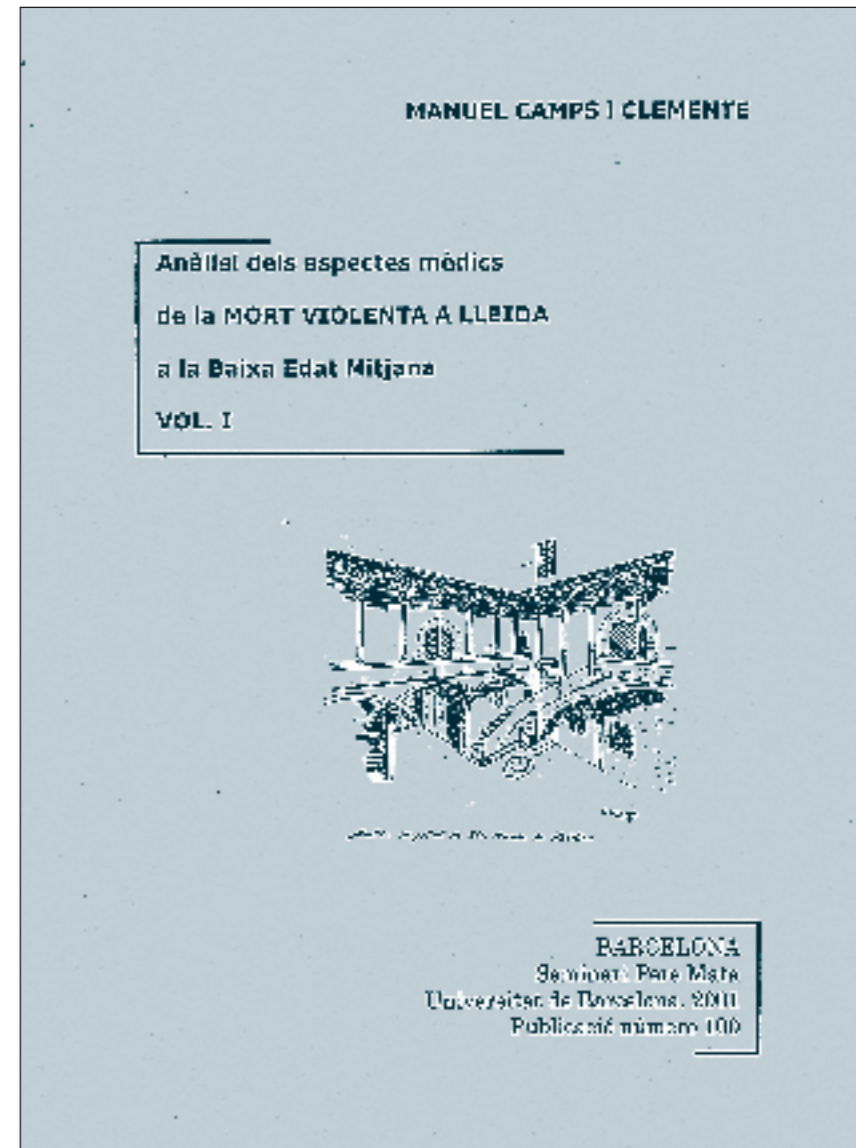 MANUEL CAMPS I CLEMENTE
Anàlisi dels aspectes mèdics
de la MORT VIOLENTA A LLEIDA
a la Baixa Edat Mitjana
VOL. I
BARCELONA
Seminari Pere Mata
Universitat de Barcelona. 2001
Publicació número 100